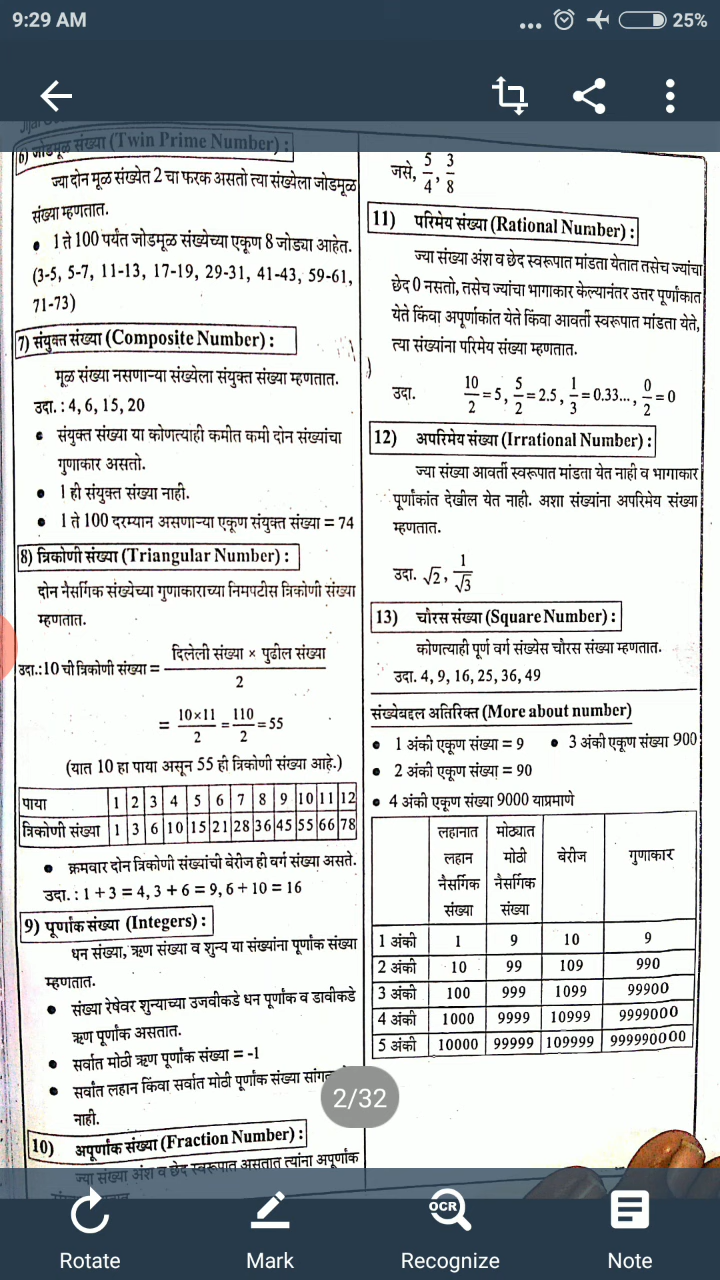 9:29 AM
... 25%
6) जोडमूळ संख्या (Twin Prime Number) :
ज्या दोन मूळ संख्येत 2 चा फरक असतो त्या संख्येला जोडमूळ
संख्या म्हणतात.
• 1 ते 100 पर्यंत जोडमूळ संख्येच्या एकूण 8 जोड्या आहेत.
(3-5, 5-7, 11-13, 17-19, 29-31, 41-43, 59-61,
71-73)
7) संयुक्त संख्या (Composite Number) :
मूळ संख्या नसणाऱ्या संख्येला संयुक्त संख्या म्हणतात.
उदा. : 4, 6, 15, 20
• संयुक्त संख्या या कोणत्याही कमीत कमी दोन संख्यांचा
गुणाकार असतो.
• 1 ही संयुक्त संख्या नाही.
• 1 ते 100 दरम्यान असणाऱ्या एकूण संयुक्त संख्या = 74
8) त्रिकोणी संख्या (Triangular Number) :
दोन नैसर्गिक संख्येच्या गुणाकाराच्या निमपटीस त्रिकोणी संख्या
म्हणतात.
उदा.:10 ची त्रिकोणी संख्या = दिलेली संख्या × पुढील संख्या / 2
= 10×11/2 = 110/2 = 55
(यात 10 हा पाया असून 55 ही त्रिकोणी संख्या आहे.)
पाया 1 2 3 4 5 6 7 8 9 10 11 12
त्रिकोणी संख्या 1 3 6 10 15 21 28 36 45 55 66 78
• क्रमवार दोन त्रिकोणी संख्यांची बेरीज ही वर्ग संख्या असते.
उदा. : 1 + 3 = 4, 3 + 6 = 9, 6 + 10 = 16
9) पूर्णांक संख्या (Integers) :
धन संख्या, ऋण संख्या व शुन्य या संख्यांना पूर्णांक संख्या
म्हणतात.
• संख्या रेषेवर शुन्याच्या उजवीकडे धन पूर्णांक व डावीकडे
ऋण पूर्णांक असतात.
• सर्वात मोठी ऋण पूर्णांक संख्या = -1
• सर्वात लहान किंवा सर्वात मोठी पूर्णांक संख्या
नाही.
10) अपूर्णांक संख्या (Fraction Number) :
ज्या संख्या अंश व छेद स्वरूपात असतात त्यांना अपूर्णांक
जसे, 5/4, 3/8
11) परिमेय संख्या (Rational Number) :
ज्या संख्या अंश व छेद स्वरूपात मांडता येतात तसेच ज्यांचा
छेद 0 नसतो, तसेच ज्यांचा भागाकार केल्यानंतर उत्तर पूर्णांकात
येते किंवा अपूर्णांकांत येते किंवा आवर्ती स्वरूपात मांडता येते,
त्या संख्यांना परिमेय संख्या म्हणतात.
उदा. 10/2 = 5, 5/2 = 2.5, 1/3 = 0.33..., 0/2 = 0
12) अपरिमेय संख्या (Irrational Number) :
ज्या संख्या आवर्ती स्वरूपात मांडता येत नाही व भागाकार
पूर्णांकांत देखील येत नाही. अशा संख्यांना अपरिमेय संख्या
म्हणतात.
उदा. √2, 1/√3
13) चौरस संख्या (Square Number) :
कोणत्याही पूर्ण वर्ग संख्येस चौरस संख्या म्हणतात.
उदा. 4, 9, 16, 25, 36, 49
संख्येबद्दल अतिरिक्त (More about number)
• 1 अंकी एकूण संख्या = 9 • 3 अंकी एकूण संख्या 900
• 2 अंकी एकूण संख्या = 90
• 4 अंकी एकूण संख्या 9000 याप्रमाणे
लहानात लहान नैसर्गिक संख्या मोठ्यात मोठी नैसर्गिक संख्या बेरीज गुणाकार
1 अंकी 1 9 10 9
2 अंकी 10 99 109 990
3 अंकी 100 999 1099 99900
4 अंकी 1000 9999 10999 9999000
5 अंकी 10000 99999 109999 999990000
2/32
OCR
Rotate Mark Recognize Note